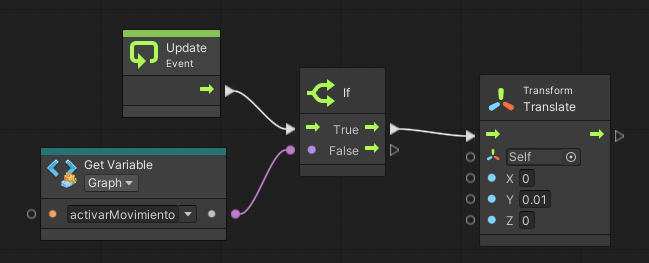 Update
Event
If
True
False
Transform
Translate
Self
X 0
Y 0.01
Z 0
Get Variable
Graph
activarMovimiento